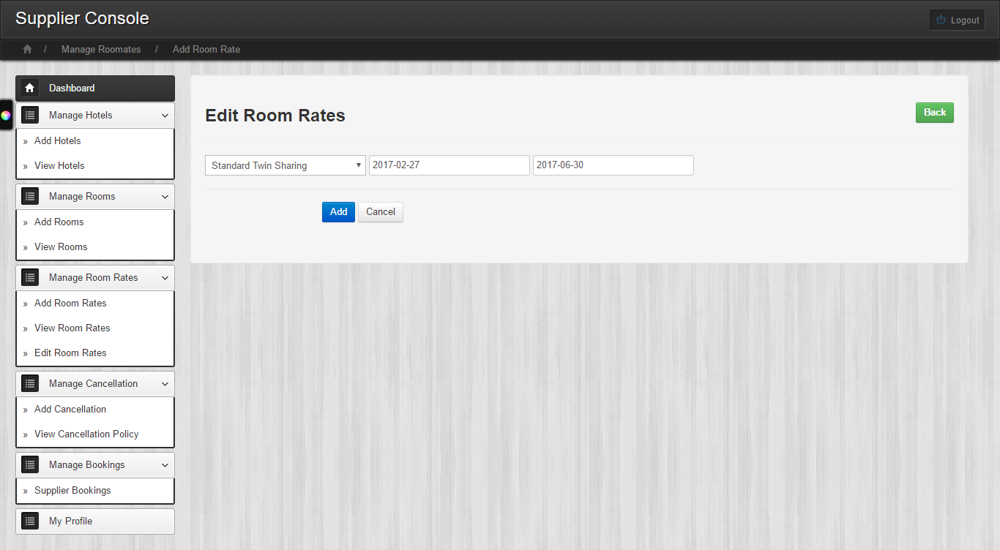 Supplier Console
Logout
/ Manage Roomates / Add Room Rate
Dashboard
Manage Hotels
» Add Hotels
» View Hotels
Manage Rooms
» Add Rooms
» View Rooms
Manage Room Rates
» Add Room Rates
» View Room Rates
» Edit Room Rates
Manage Cancellation
» Add Cancellation
» View Cancellation Policy
Manage Bookings
» Supplier Bookings
My Profile
Edit Room Rates
Back
Standard Twin Sharing 2017-02-27 2017-06-30
Add Cancel